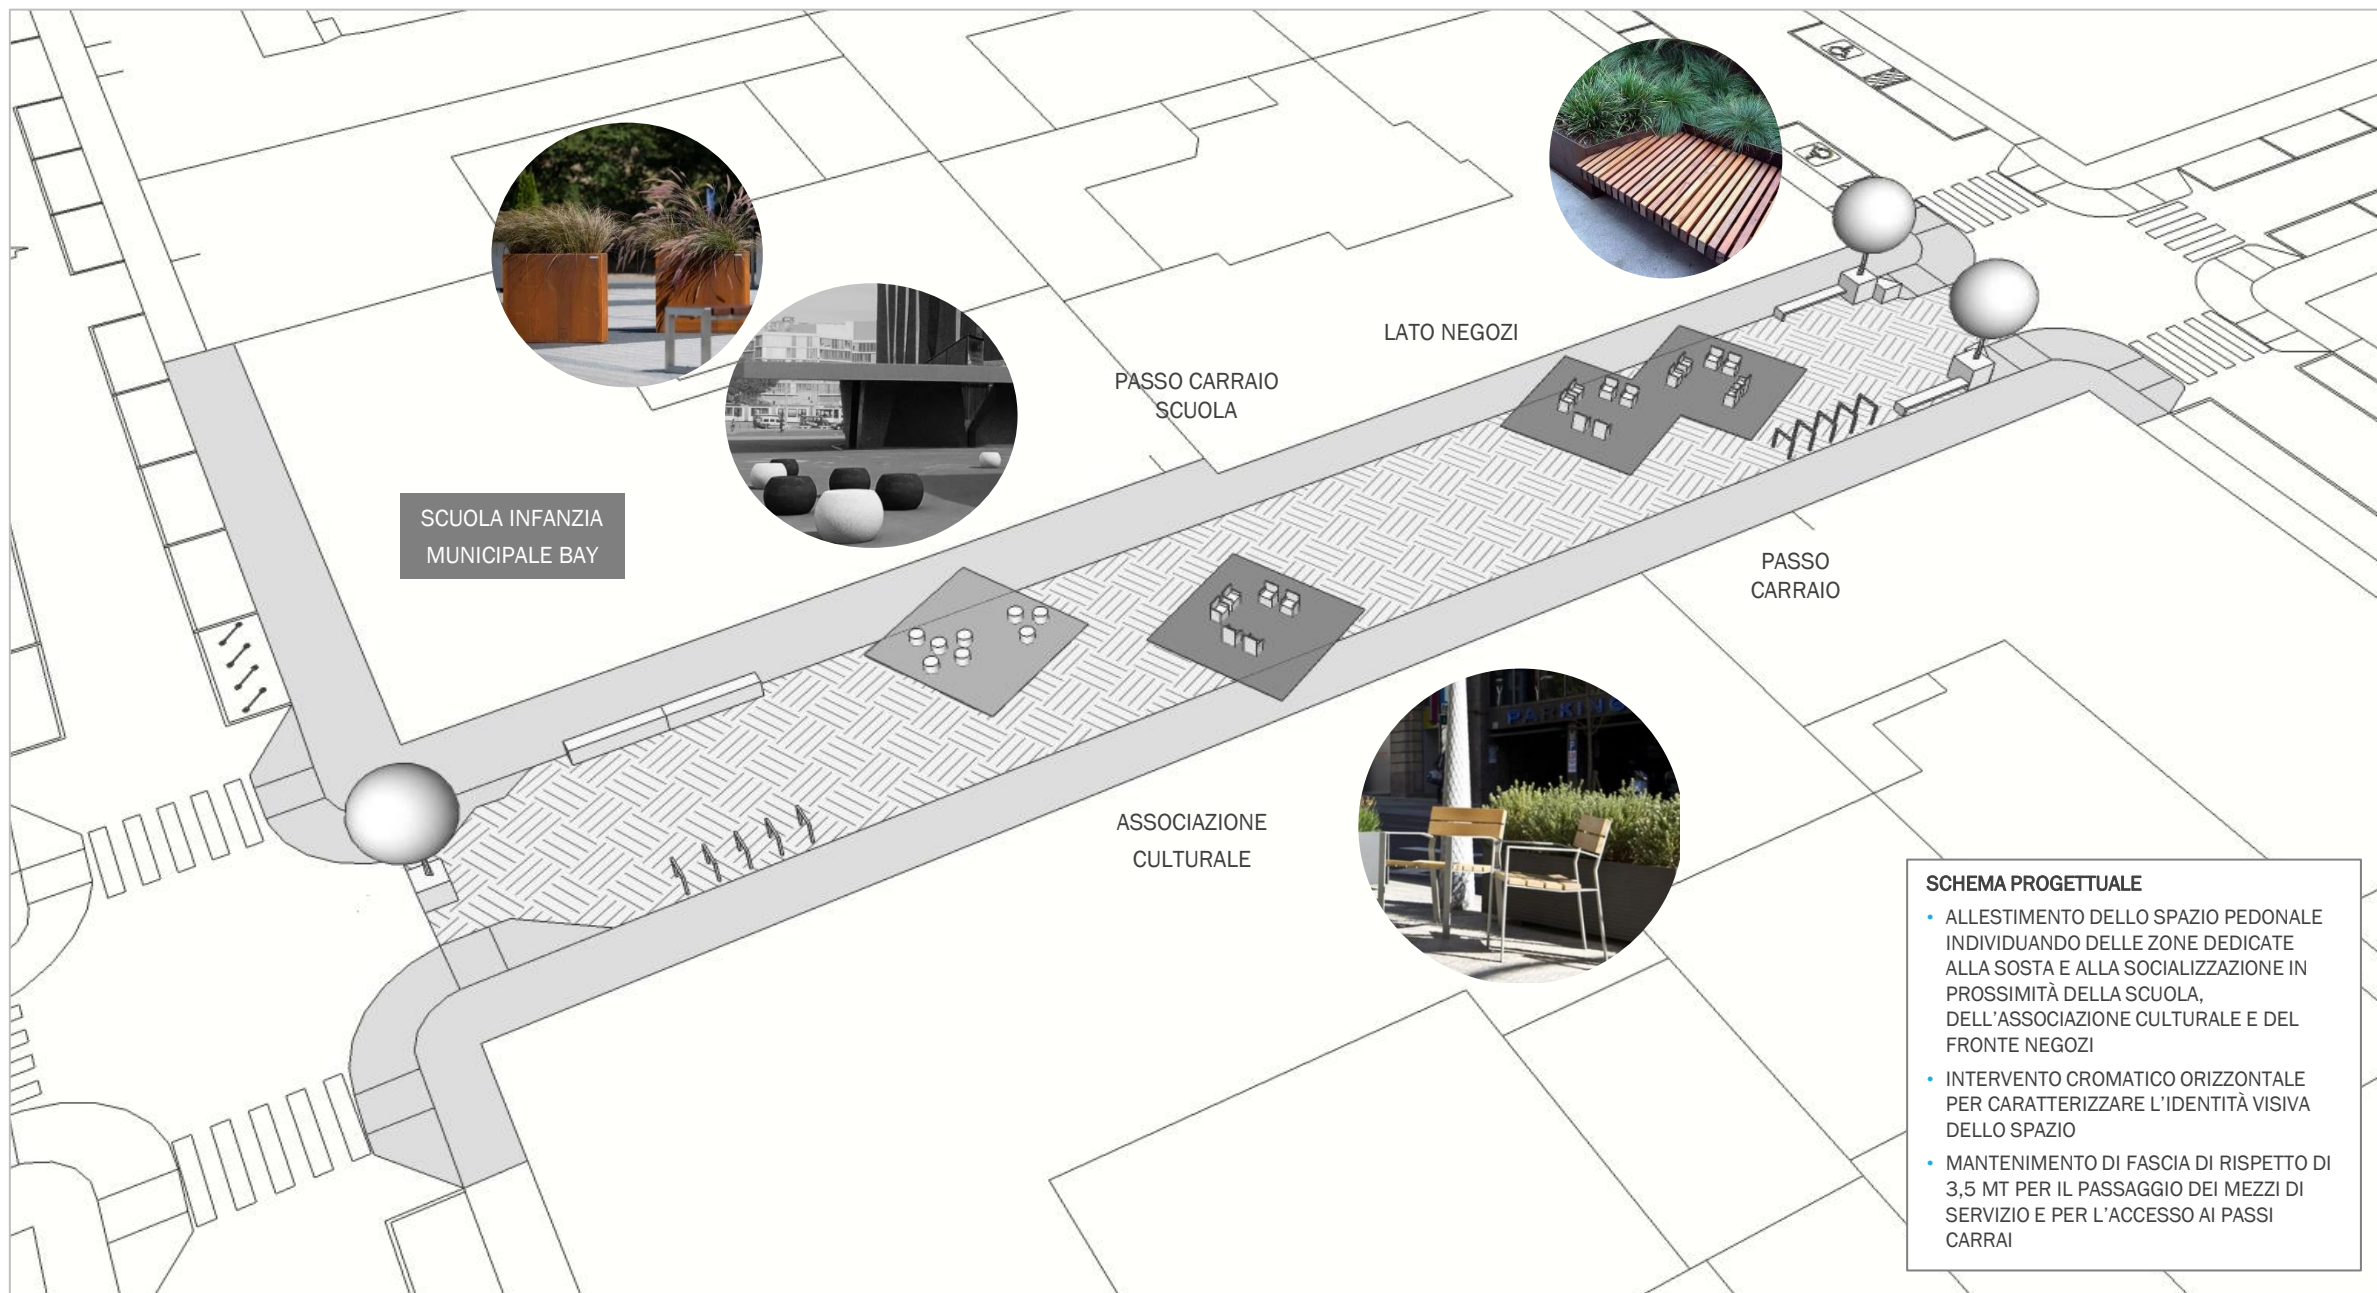 LATO NEGOZI
PASSO CARRAIO
SCUOLA
SCUOLA INFANZIA
MUNICIPALE BAY
PASSO
CARRAIO
PARKING
ASSOCIAZIONE
CULTURALE
SCHEMA PROGETTUALE
• ALLESTIMENTO DELLO SPAZIO PEDONALE
INDIVIDUANDO DELLE ZONE DEDICATE
ALLA SOSTA E ALLA SOCIALIZZAZIONE IN
PROSSIMITÀ DELLA SCUOLA,
DELL'ASSOCIAZIONE CULTURALE E DEL
FRONTE NEGOZI
• INTERVENTO CROMATICO ORIZZONTALE
PER CARATTERIZZARE L'IDENTITÀ VISIVA
DELLO SPAZIO
• MANTENIMENTO DI FASCIA DI RISPETTO DI
3,5 MT PER IL PASSAGGIO DEI MEZZI DI
SERVIZIO E PER L'ACCESSO AI PASSI
CARRAI